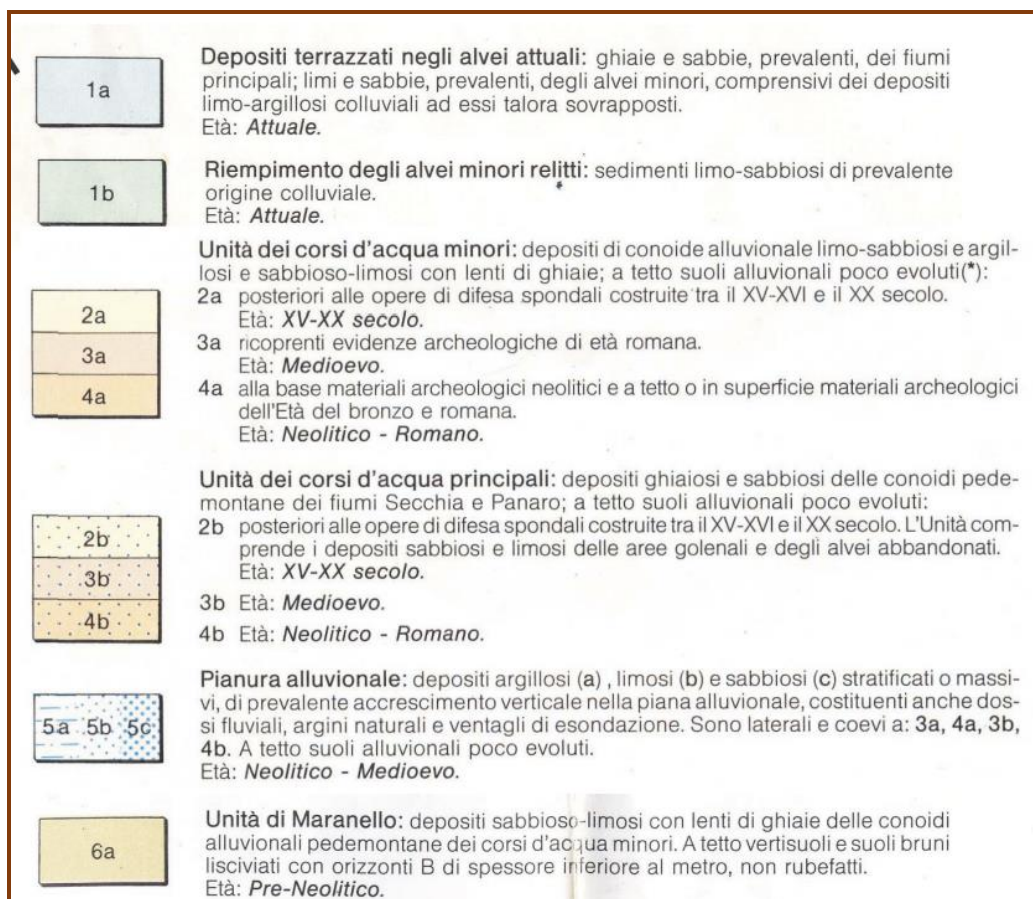 Depositi terrazzati negli alvei attuali: ghiaie e sabbie, prevalenti, dei fiumi
1a
principali; limi e sabbie, prevalenti, degli alvei minori, comprensivi dei depositi
limo-argillosi colluviali ad essi talora sovrapposti.
Età: Attuale.
Riempimento degli alvei minori relitti: sedimenti limo-sabbiosi di prevalente
1b
origine colluviale.
Età: Attuale.
Unità dei corsi d'acqua minori: depositi di conoide alluvionale limo-sabbiosi e argil-
losi e sabbioso-limosi con lenti di ghiaie; a tetto suoli alluvionali poco evoluti(*):
2a
2a posteriori alle opere di difesa spondali costruite tra il XV-XVI e il XX secolo.
Età: XV-XX secolo.
3a
3a ricoprenti evidenze archeologiche di età romana.
Età: Medioevo.
4a
4a alla base materiali archeologici neolitici e a tetto o in superficie materiali archeologici
dell'Età del bronzo e romana.
Età: Neolitico - Romano.
Unità dei corsi d'acqua principali: depositi ghiaiosi e sabbiosi delle conoidi pede-
montane dei fiumi Secchia e Panaro; a tetto suoli alluvionali poco evoluti:
2b
2b posteriori alle opere di difesa spondali costruite tra il XV-XVI e il XX secolo. L'Unità com-
prende i depositi sabbiosi e limosi delle aree golenali e degli alvei abbandonati.
Età: XV-XX secolo.
3b
3b Età: Medioevo.
4b
4b Età: Neolitico - Romano.
Pianura alluvionale: depositi argillosi (a) , limosi (b) e sabbiosi (c) stratificati o massi-
vi, di prevalente accrescimento verticale nella piana alluvionale, costituenti anche dos-
5a 5b 5c
si fluviali, argini naturali e ventagli di esondazione. Sono laterali e coevi a: 3a, 4a, 3b,
4b. A tetto suoli alluvionali poco evoluti.
Età: Neolitico - Medioevo.
Unità di Maranello: depositi sabbioso-limosi con lenti di ghiaie delle conoidi
alluvionali pedemontane dei corsi d'acqua minori. A tetto vertisuoli e suoli bruni
6a
lisciviati con orizzonti B di spessore inferiore al metro, non rubefatti.
Età: Pre-Neolitico.